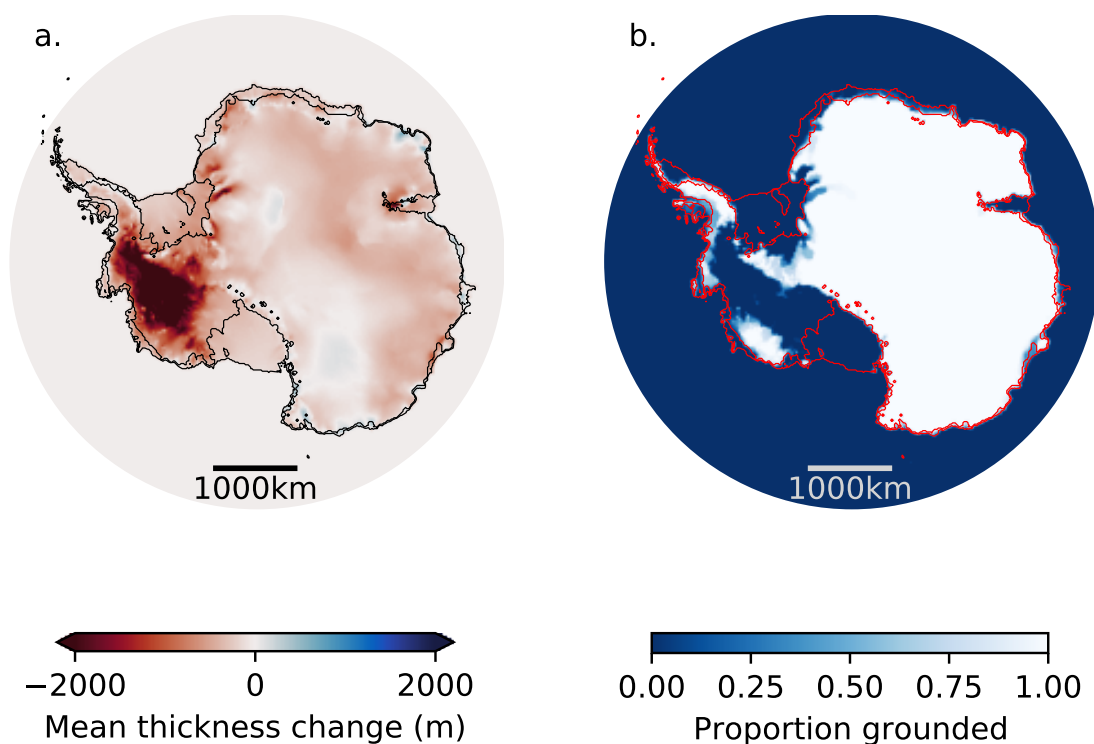 a.
b.
1000km
1000km
−2000 0 2000
Mean thickness change (m)
0.00 0.25 0.50 0.75 1.00
Proportion grounded